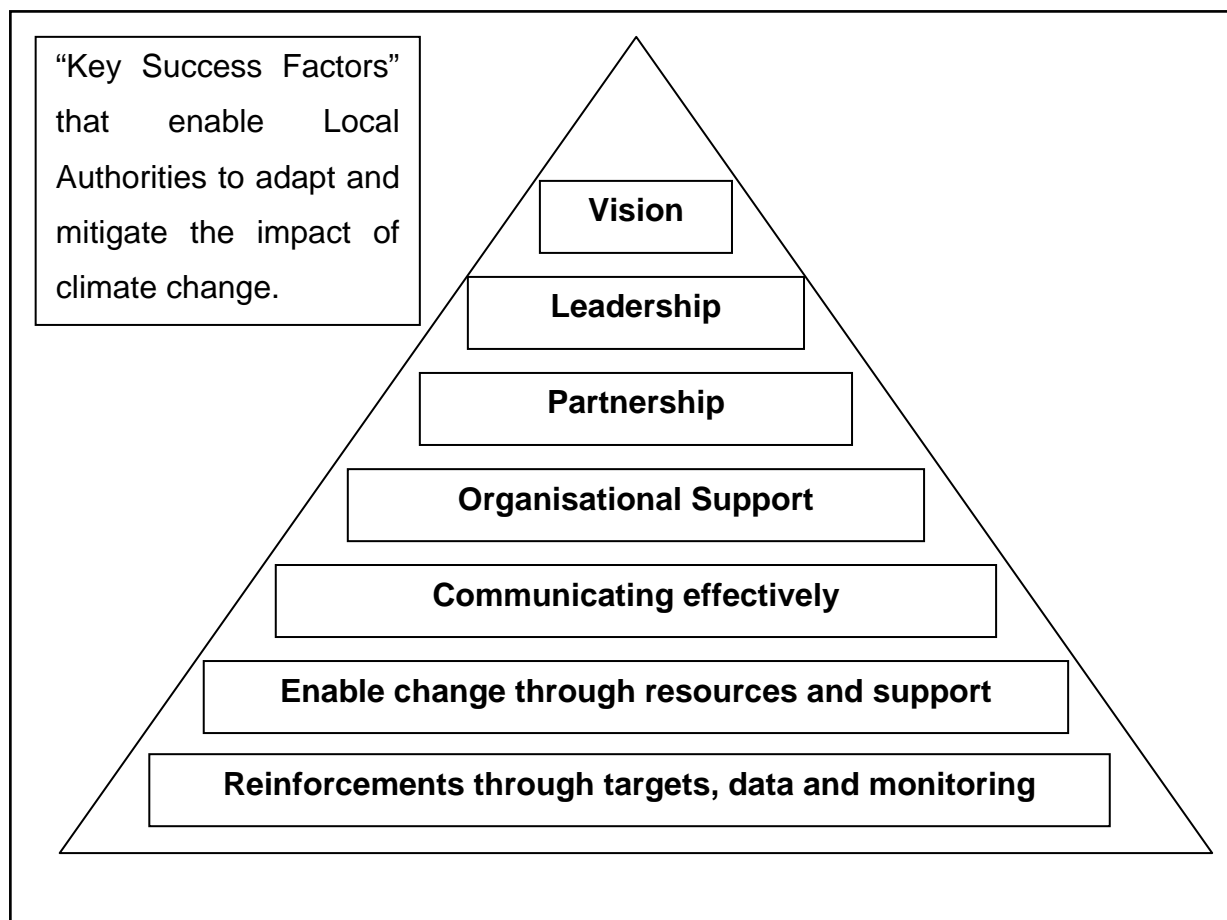 “Key Success Factors”
that enable Local
Authorities to adapt and
mitigate the impact of
climate change.
Vision
Leadership
Partnership
Organisational Support
Communicating effectively
Enable change through resources and support
Reinforcements through targets, data and monitoring